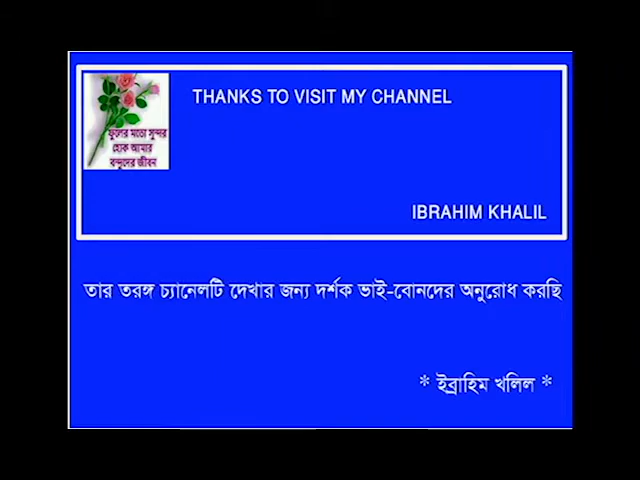 THANKS TO VISIT MY CHANNEL
ফুলের মতো সুন্দর
হোক আমার
বন্দুদের জীবন
IBRAHIM KHALIL
তার তরঙ্গ চ্যানেলটি দেখার জন্য দর্শক ভাই-বোনদের অনুরোধ করছি
* ইব্রাহিম খলিল *